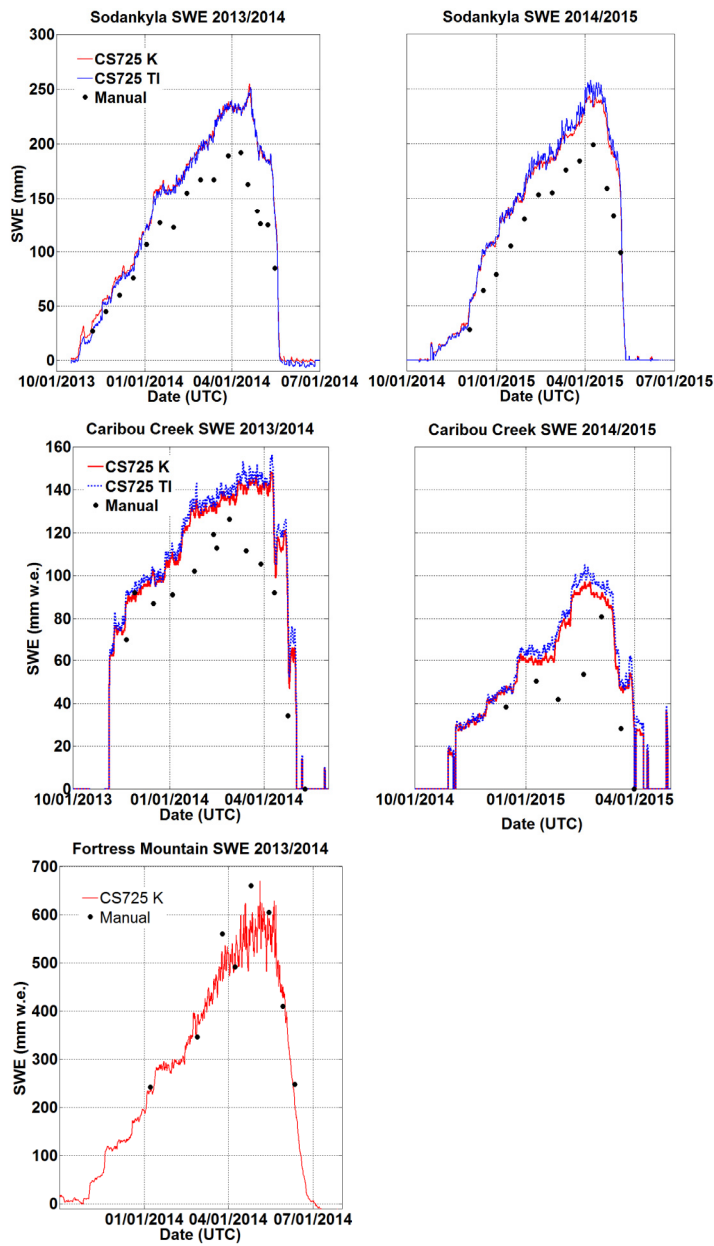 Sodankyla SWE 2013/2014
300
250
200
150
100
50
0
SWE (mm)
CS725 K
CS725 Tl
Manual
10/01/2013 01/01/2014 04/01/2014 07/01/2014
Date (UTC)
Sodankyla SWE 2014/2015
10/01/2014 01/01/2015 04/01/2015 07/01/2015
Date (UTC)
Caribou Creek SWE 2013/2014
160
140
120
100
80
60
40
20
0
SWE (mm w.e.)
CS725 K
CS725 Tl
Manual
10/01/2013 01/01/2014 04/01/2014
Date (UTC)
Caribou Creek SWE 2014/2015
10/01/2014 01/01/2015 04/01/2015
Date (UTC)
Fortress Mountain SWE 2013/2014
700
600
500
400
300
200
100
0
SWE (mm w.e.)
CS725 K
Manual
01/01/2014 04/01/2014 07/01/2014
Date (UTC)